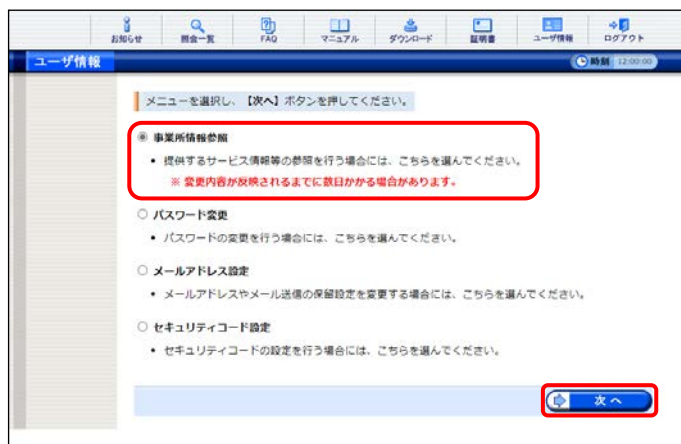 お知らせ 照会一覧 FAQ マニュアル ダウンロード 証明書 ユーザ情報 ログアウト
ユーザ情報 時刻 12:00:00
メニューを選択し、【次へ】ボタンを押してください。
事業所情報参照
• 提供するサービス情報等の参照を行う場合には、こちらを選んでください。
※ 変更内容が反映されるまでに数日かかる場合があります。
パスワード変更
• パスワードの変更を行う場合には、こちらを選んでください。
メールアドレス設定
• メールアドレスやメール送信の保留設定を変更する場合には、こちらを選んでください。
セキュリティコード設定
• セキュリティコードの設定を行う場合には、こちらを選んでください。
次 へ